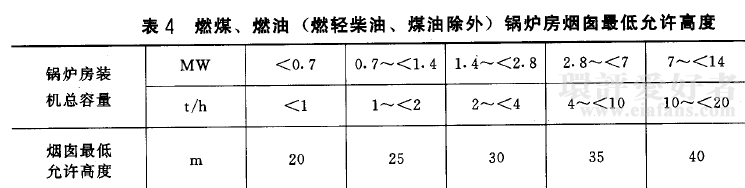 表 4 燃煤、燃油（燃轻柴油、煤油除外）锅炉房烟囱最低允许高度
锅炉房装机总容量 MW <0.7 0.7～<1.4 1.4～<2.8 2.8～<7 7～<14
t/h <1 1～<2 2～<4 4～<10 10～<20
烟囱最低允许高度 m 20 25 30 35 40
環評愛好者
www.eiafans.com